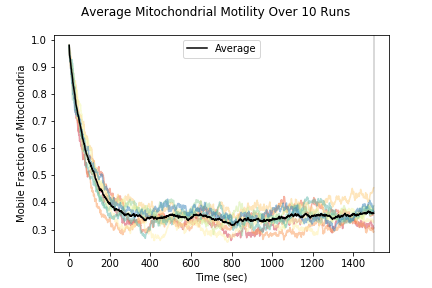 Average Mitochondrial Motility Over 10 Runs
Average
Mobile Fraction of Mitochondria
1.0
0.9
0.8
0.7
0.6
0.5
0.4
0.3
0 200 400 600 800 1000 1200 1400
Time (sec)